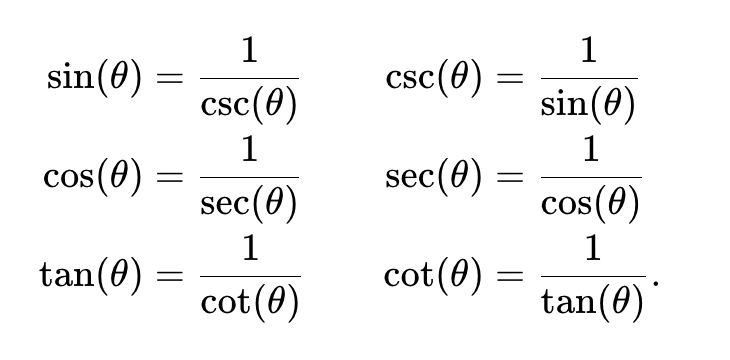 sin(θ) = 1/csc(θ)    csc(θ) = 1/sin(θ)
cos(θ) = 1/sec(θ)    sec(θ) = 1/cos(θ)
tan(θ) = 1/cot(θ)    cot(θ) = 1/tan(θ).